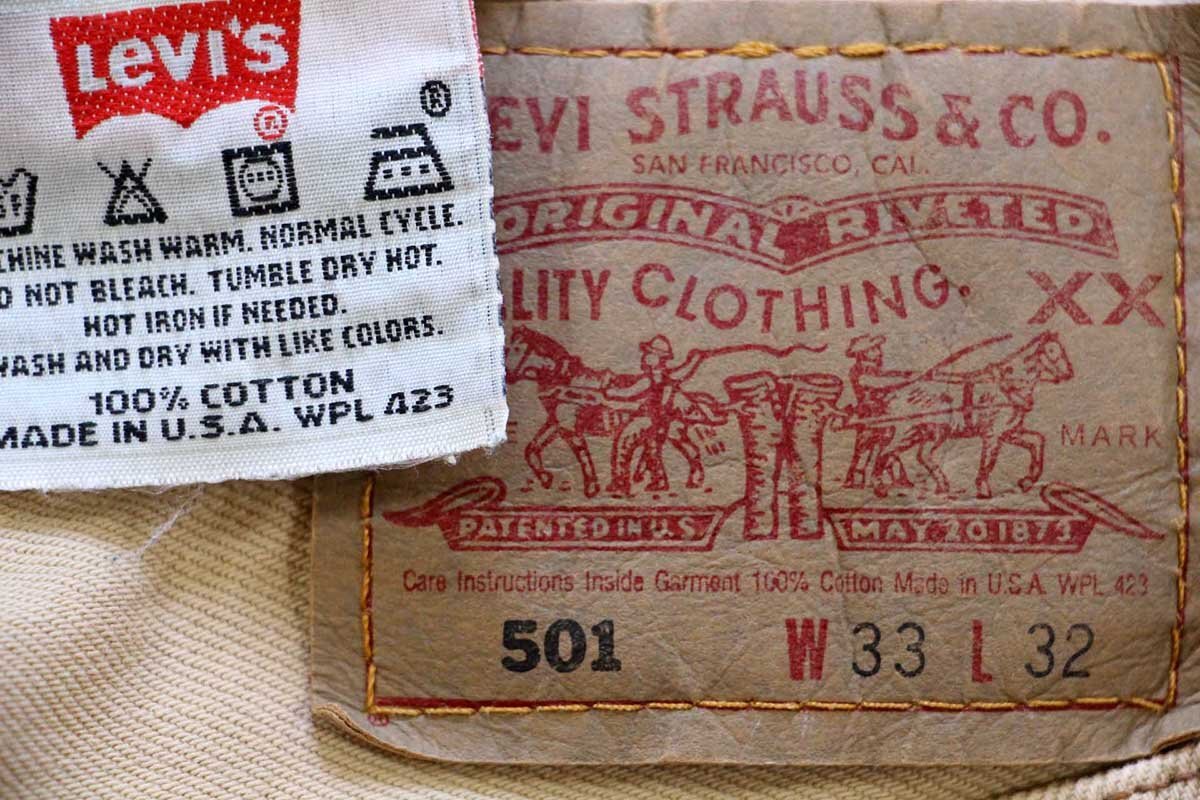 Levi's
®
®
CHINE WASH WARM. NORMAL CYCLE.
O NOT BLEACH. TUMBLE DRY HOT.
HOT IRON IF NEEDED.
WASH AND DRY WITH LIKE COLORS.
100% COTTON
MADE IN U.S.A. WPL 423
EVI STRAUSS & CO.
SAN FRANCISCO, CAL.
ORIGINAL RIVETED
LITY CLOTHING. XX
MARK
PATENTED IN U.S MAY 20 1873
Care Instructions Inside Garment 100% Cotton Made in U.S.A. WPL 423
501 W 33 L 32
®